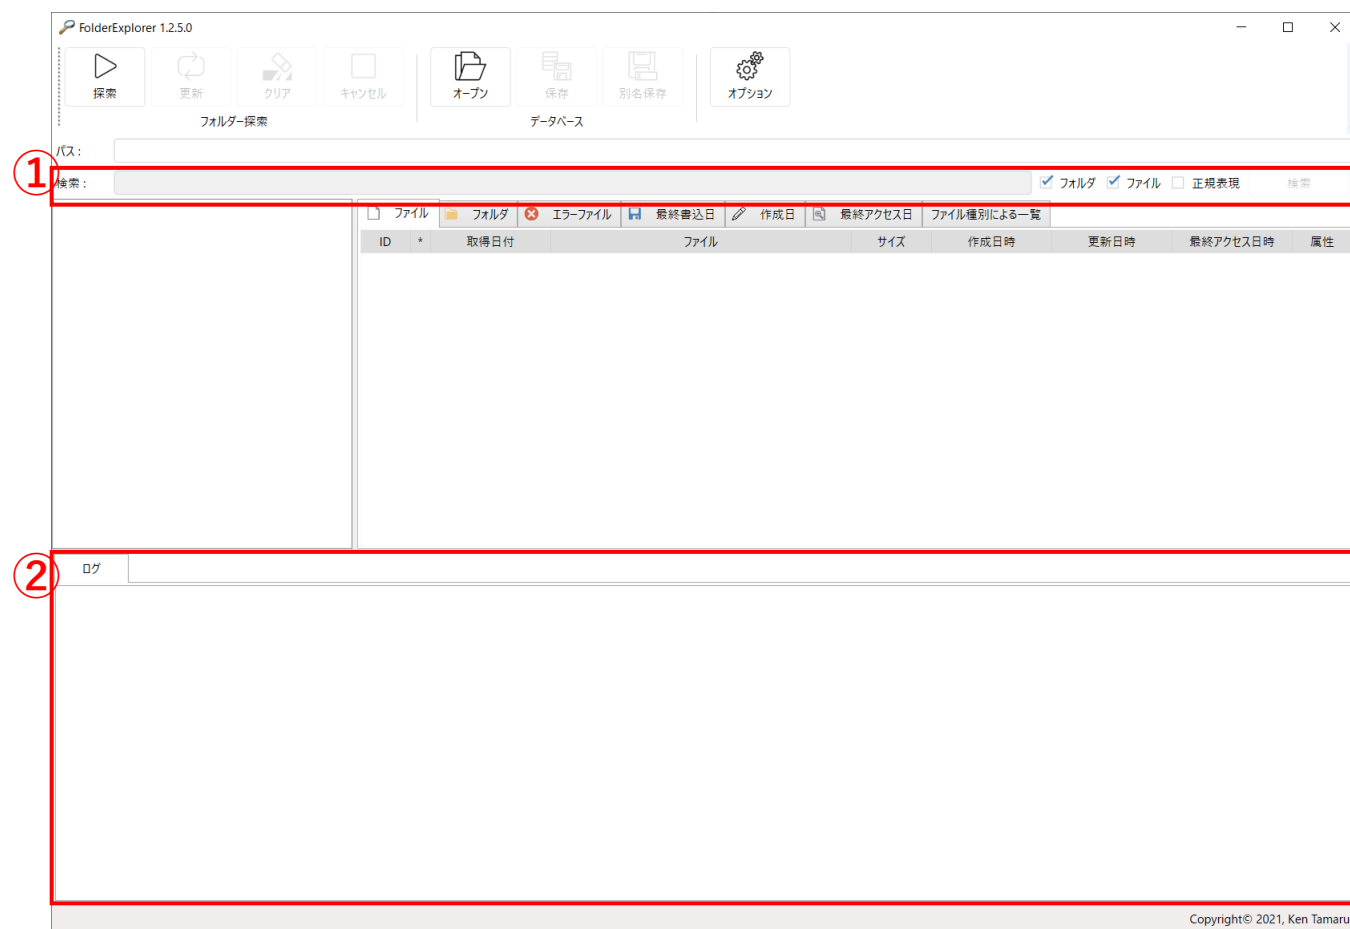 FolderExplorer 1.2.5.0
探索 更新 クリア キャンセル オープン 保存 別名保存 オプション
フォルダー探索 データベース
パス :
①
検索 : フォルダ ファイル 正規表現 検索
ファイル フォルダ エラーファイル 最終書込日 作成日 最終アクセス日 ファイル種別による一覧
ID * 取得日付 ファイル サイズ 作成日時 更新日時 最終アクセス日時 属性
②
ログ
Copyright© 2021, Ken Tamaru